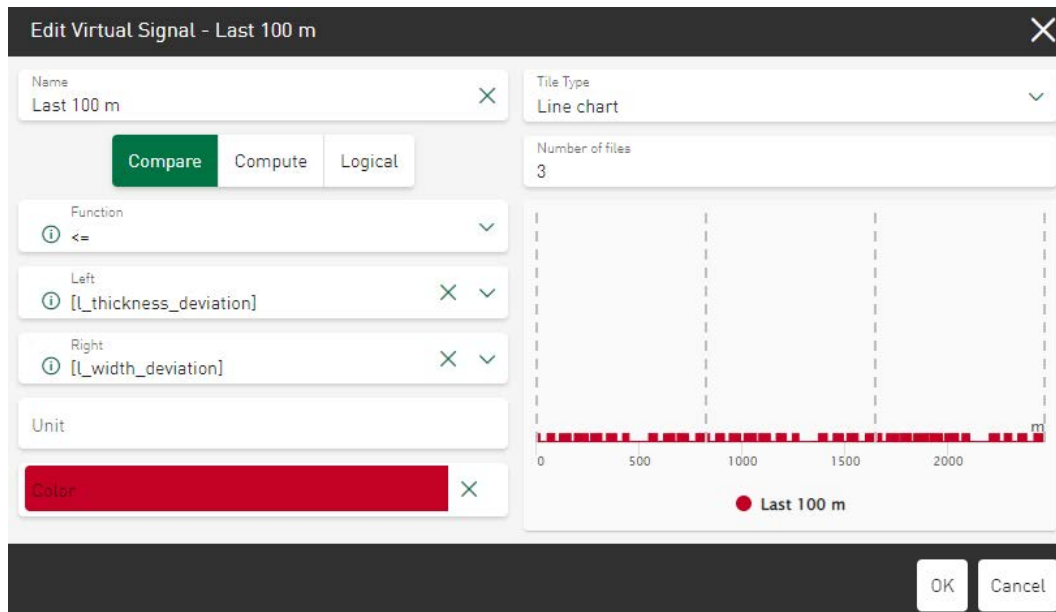 Edit Virtual Signal - Last 100 m
Name
Last 100 m
Compare Compute Logical
Function
<=
Left
[l_thickness_deviation]
Right
[l_width_deviation]
Unit
Color
Tile Type
Line chart
Number of files
3
m
0 500 1000 1500 2000
Last 100 m
OK Cancel